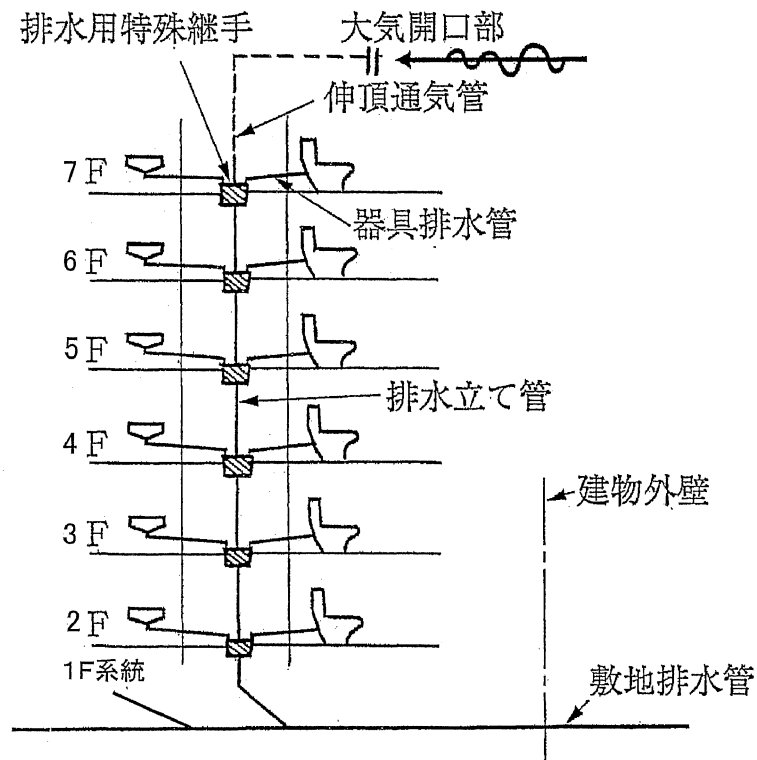 排水用特殊継手
大気開口部
伸頂通気管
7F
器具排水管
6F
5F
排水立て管
4F
建物外壁
3F
2F
1F系統
敷地排水管